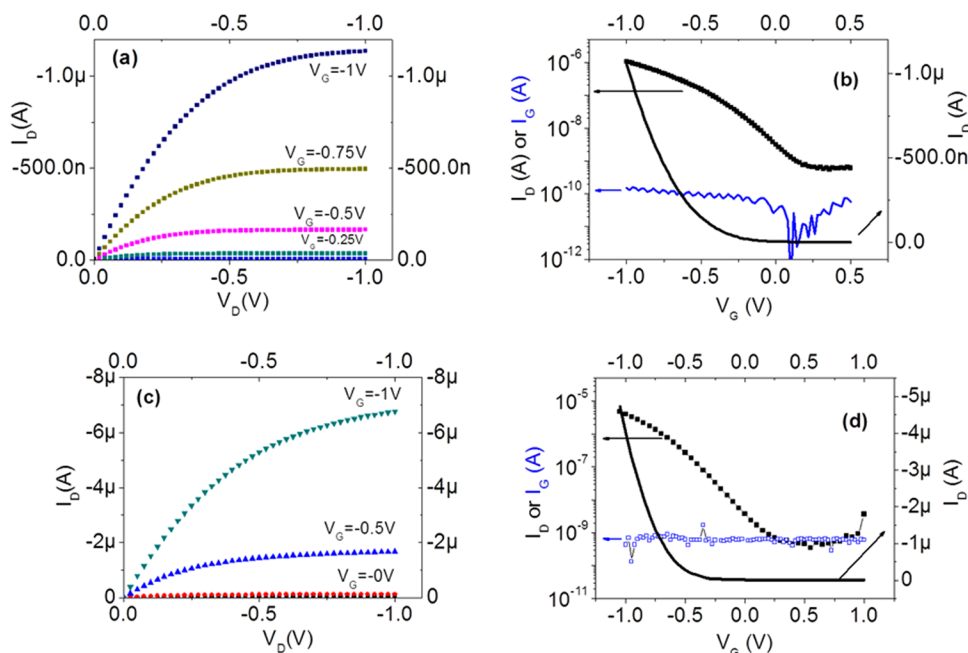 0.0 -0.5 -1.0
(a)
V_G=-1V
-1.0µ -1.0µ
I_D(A)
V_G=-0.75V
-500.0n -500.0n
V_G=-0.5V
V_G=-0.25V
0.0 0.0
0.0 -0.5 -1.0
V_D(V)
-1.0 -0.5 0.0 0.5
(b)
10^-6
10^-8
10^-10
10^-12
I_D (A) or I_G (A)
-1.0µ
-500.0n
0.0
I_D (A)
-1.0 -0.5 0.0 0.5
V_G (V)
0.0 -0.5 -1.0
(c)
-8µ -8µ
V_G=-1V
-6µ -6µ
I_D(A)
-4µ -4µ
V_G=-0.5V
-2µ -2µ
V_G=-0V
0 0
0.0 -0.5 -1.0
V_D(V)
-1.0 -0.5 0.0 0.5 1.0
(d)
10^-5
10^-7
10^-9
10^-11
I_D or I_G (A)
-5µ
-4µ
-3µ
-2µ
-1µ
0
I_D(A)
-1.0 -0.5 0.0 0.5 1.0
V_G (V)